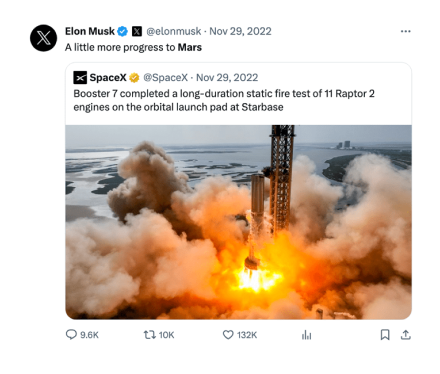 Elon Musk @elonmusk · Nov 29, 2022
A little more progress to Mars
SpaceX @SpaceX · Nov 29, 2022
Booster 7 completed a long-duration static fire test of 11 Raptor 2
engines on the orbital launch pad at Starbase
9.6K 10K 132K